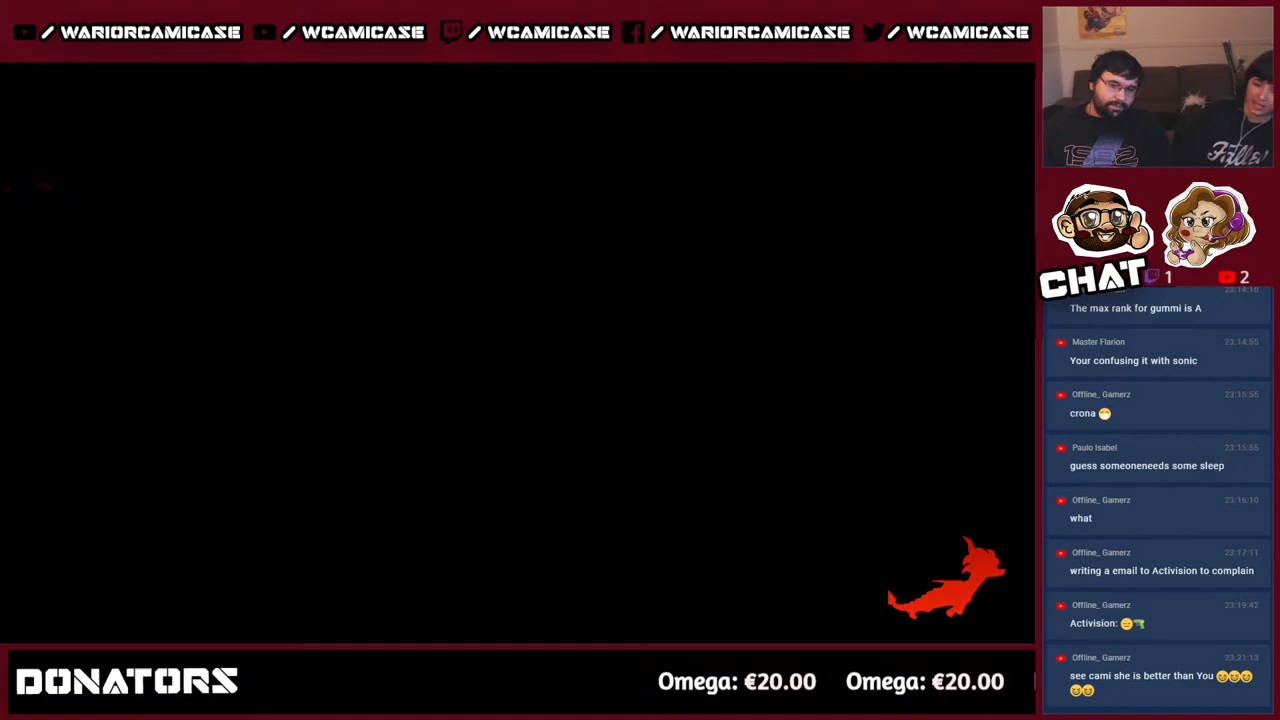 / WARIORCAMICASE / WCAMICASE / WCAMICASE / WARIORCAMICASE / WCAMICASE
1992
CHAT 1 2
23:14:10
The max rank for gummi is A
Master Flarion 23:14:55
Your confusing it with sonic
Offline_ Gamerz 23:15:55
crona 😷
Paulo Isabel 23:15:55
guess someoneneeds some sleep
Offline_ Gamerz 23:16:10
what
Offline_ Gamerz 23:17:11
writing a email to Activision to complain
Offline_ Gamerz 23:19:42
Activision: 😑🔫
Offline_ Gamerz 23:21:13
see cami she is better than You 😆😆😆
😆😆
DONATORS Omega: €20.00 Omega: €20.00